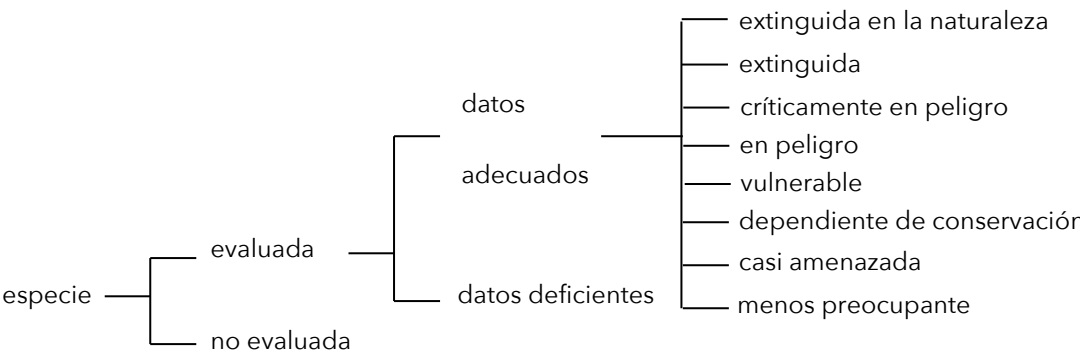 extinguida en la naturaleza
extinguida
datos
críticamente en peligro
en peligro
adecuados
vulnerable
dependiente de conservación
evaluada
casi amenazada
especie
datos deficientes
menos preocupante
no evaluada